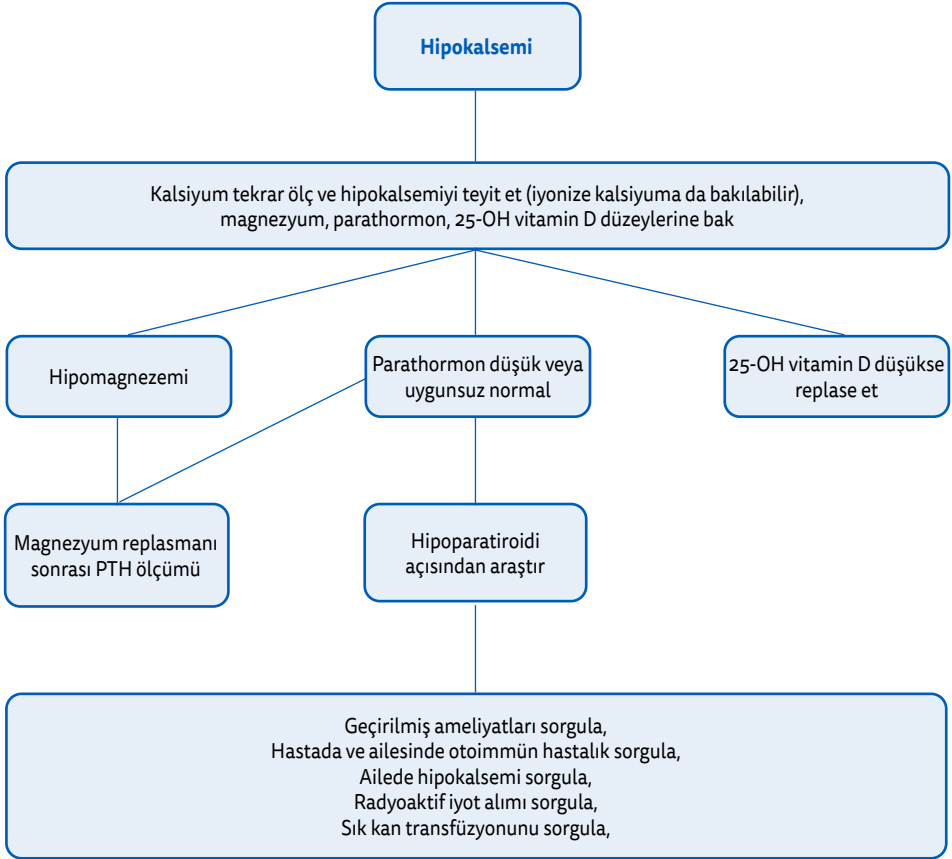 Hipokalsemi
Kalsiyum tekrar ölç ve hipokalsemiyi teyit et (iyonize kalsiyuma da bakılabilir),
magnezyum, parathormon, 25-OH vitamin D düzeylerine bak
Hipomagnezemi
Parathormon düşük veya
uygunsuz normal
25-OH vitamin D düşükse
replase et
Magnezyum replasmanı
sonrası PTH ölçümü
Hipoparatiroidi
açısından araştır
Geçirilmiş ameliyatları sorgula,
Hastada ve ailesinde otoimmün hastalık sorgula,
Ailede hipokalsemi sorgula,
Radyoaktif iyot alımı sorgula,
Sık kan transfüzyonunu sorgula,